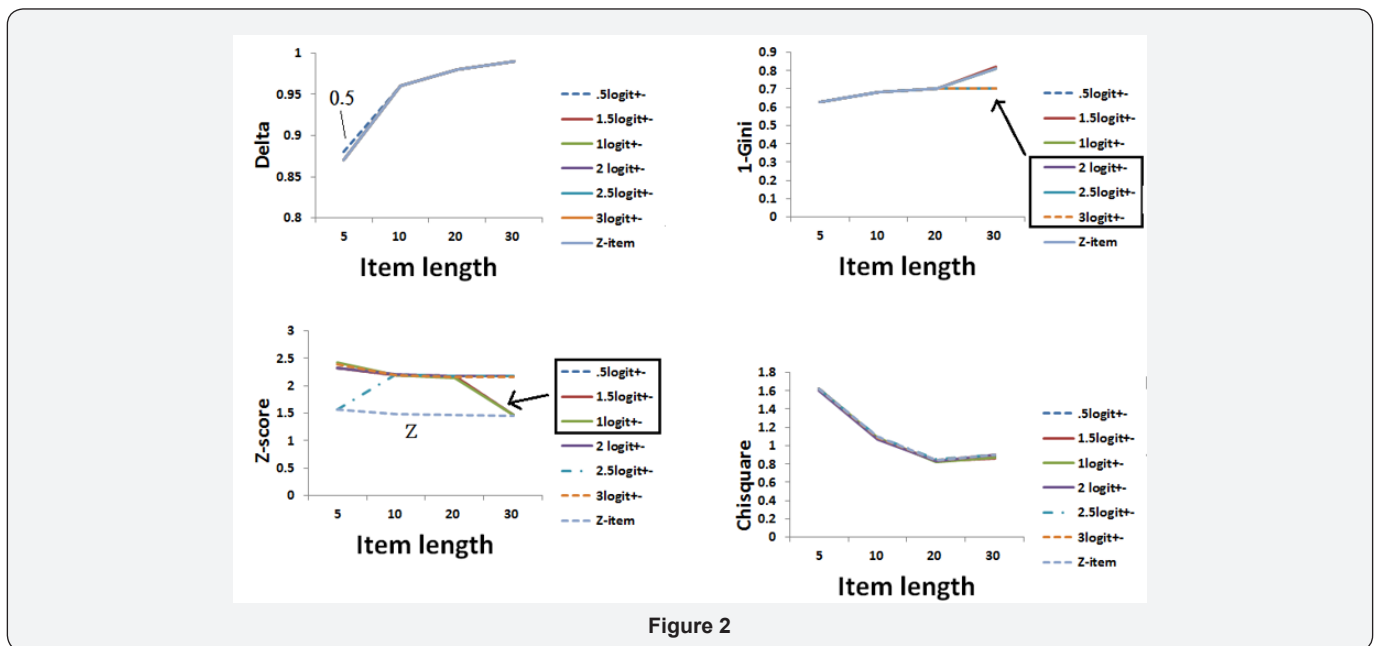 1
0.95
0.9
0.85
0.8
Delta
0.5
5 10 20 30
Item length
.5logit+-
1.5logit+-
1logit+-
2 logit+-
2.5logit+-
3logit+-
Z-item
0.9
0.8
0.7
0.6
0.5
0.4
0.3
0.2
0.1
0
1-Gini
5 10 20 30
Item length
.5logit+-
1.5logit+-
1logit+-
2 logit+-
2.5logit+-
3logit+-
Z-item
3
2.5
2
1.5
1
0.5
0
Z-score
Z
5 10 20 30
Item length
.5logit+-
1.5logit+-
1logit+-
2 logit+-
2.5logit+-
3logit+-
Z-item
1.8
1.6
1.4
1.2
1
0.8
0.6
0.4
0.2
0
Chisquare
5 10 20 30
Item length
.5logit+-
1.5logit+-
1logit+-
2 logit+-
2.5logit+-
3logit+-
Z-item
Figure 2